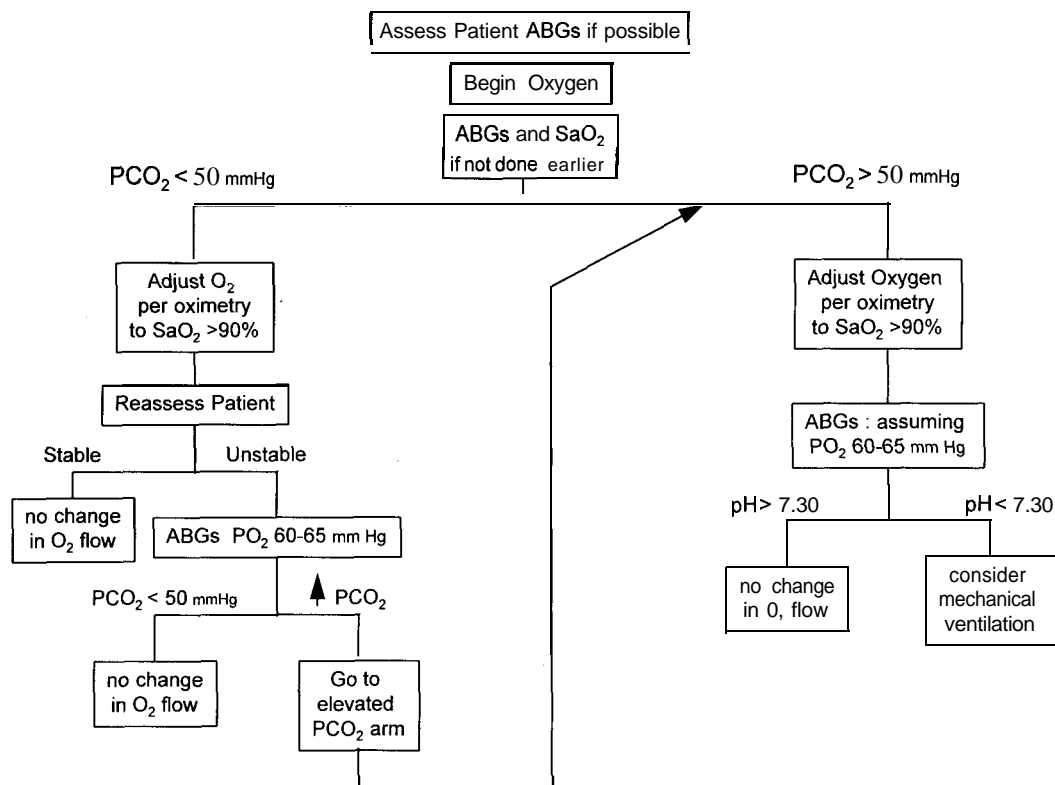 Assess Patient ABGs if possible
Begin Oxygen
ABGs and SaO₂
if not done earlier
PCO₂ < 50 mmHg
PCO₂ > 50 mmHg
Adjust O₂
per oximetry
to SaO₂ >90%
Adjust Oxygen
per oximetry
to SaO₂ >90%
Reassess Patient
ABGs : assuming
PO₂ 60-65 mm Hg
Stable
Unstable
no change
in O₂ flow
ABGs PO₂ 60-65 mm Hg
pH> 7.30
pH< 7.30
no change
in 0, flow
consider
mechanical
ventilation
PCO₂ < 50 mmHg
PCO₂
no change
in O₂ flow
Go to
elevated
PCO₂ arm